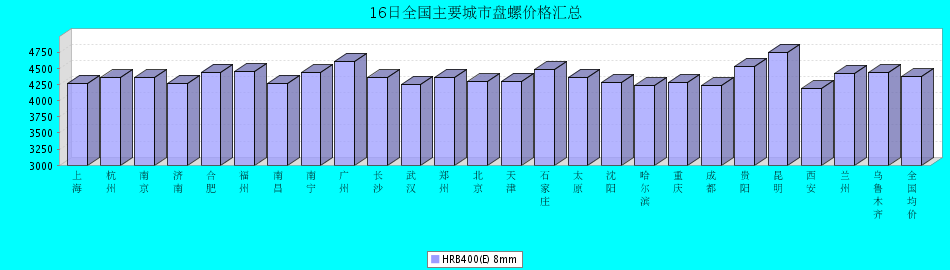 16日全国主要城市盘螺价格汇总
4750
4500
4250
4000
3750
3500
3250
3000
上海 杭州 南京 济南 合肥 福州 南昌 南宁 广州 长沙 武汉 郑州 北京 天津 石家庄 太原 沈阳 哈尔滨 重庆 成都 贵阳 昆明 西安 兰州 乌鲁木齐 全国均价
HRB400(E) 8mm